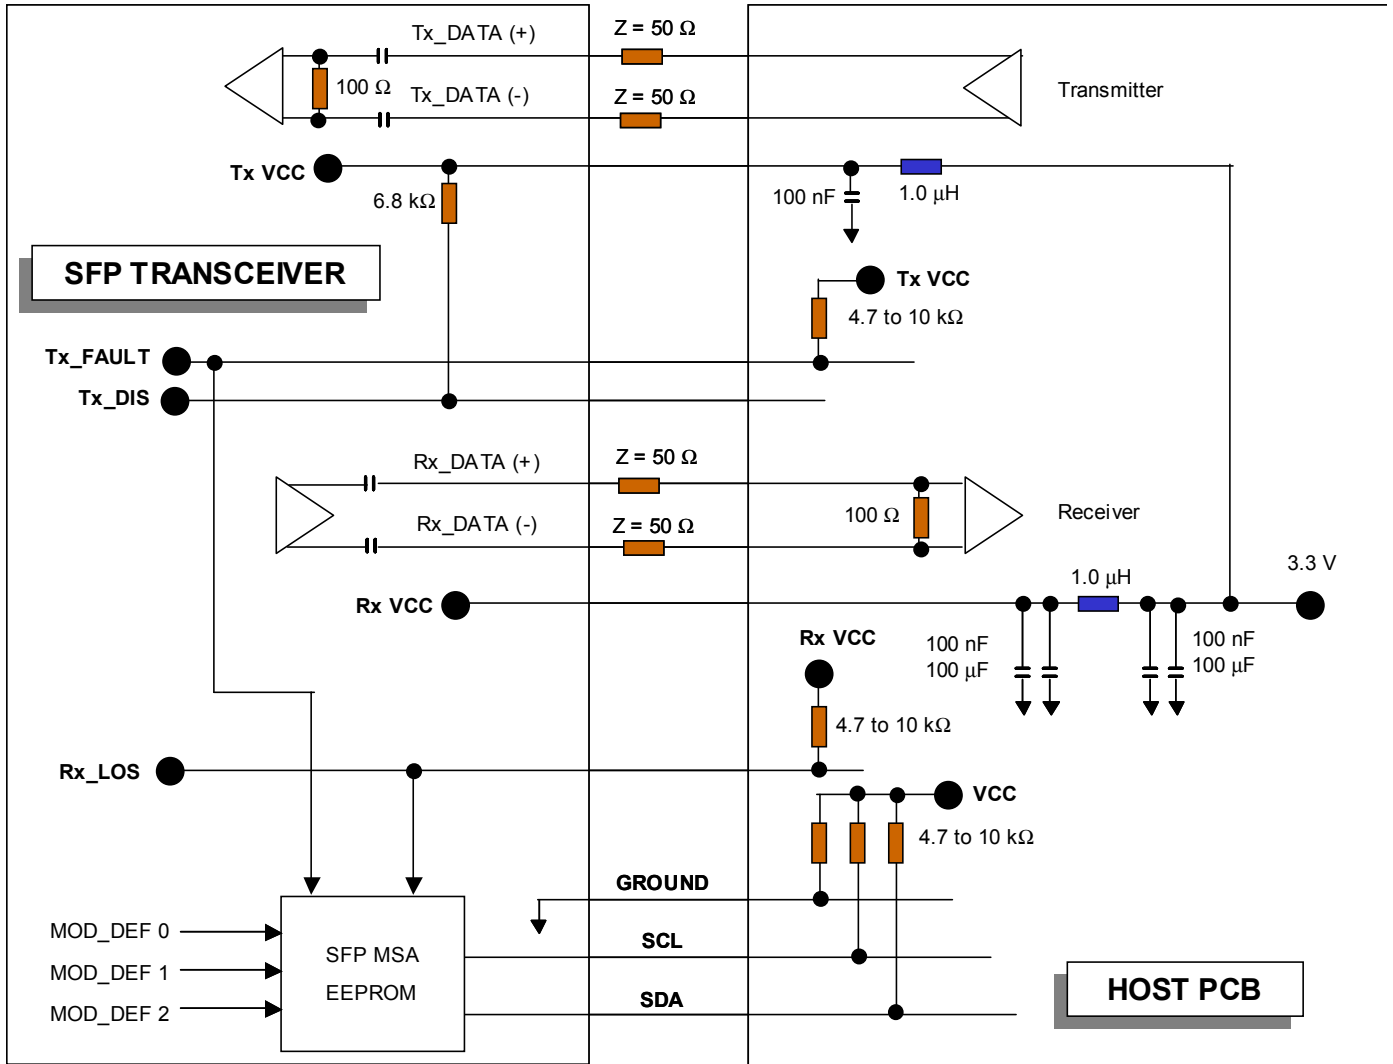 Tx_DATA (+)
Z = 50 Ω
100 Ω
Tx_DATA (-)
Z = 50 Ω
Transmitter
Tx VCC
6.8 kΩ
100 nF
1.0 μH
SFP TRANSCEIVER
Tx VCC
4.7 to 10 kΩ
Tx_FAULT
Tx_DIS
Rx_DATA (+)
Z = 50 Ω
Rx_DATA (-)
Z = 50 Ω
100 Ω
Receiver
1.0 μH
3.3 V
Rx VCC
Rx VCC
100 nF
100 μF
100 nF
100 μF
4.7 to 10 kΩ
Rx_LOS
VCC
4.7 to 10 kΩ
GROUND
MOD_DEF 0
MOD_DEF 1
MOD_DEF 2
SFP MSA
EEPROM
SCL
SDA
HOST PCB